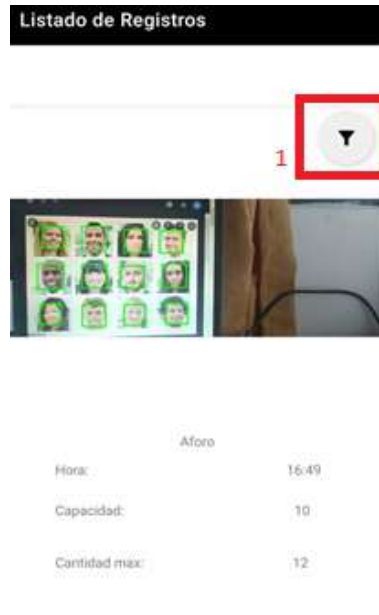 Listado de Registros
1
Aforo
Hora: 16:49
Capacidad: 10
Cantidad max: 12